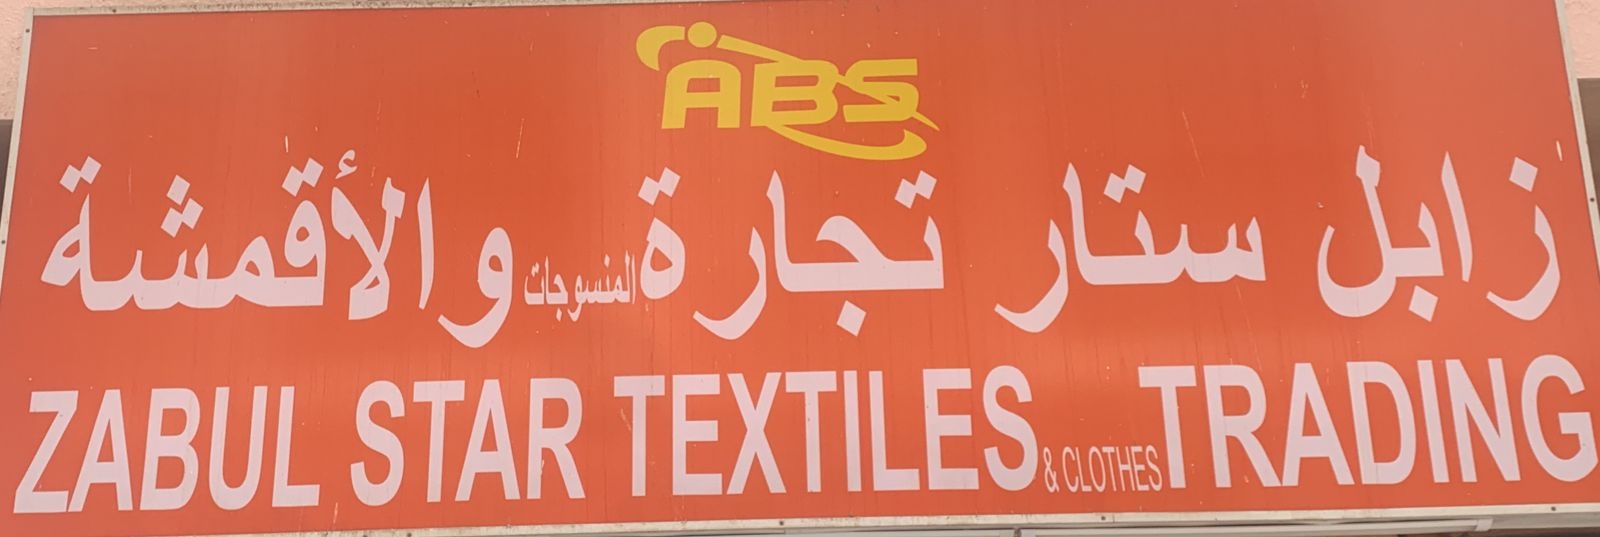 ABS
زابل ستار تجارة المنسوجات والأقمشة
ZABUL STAR TEXTILES & CLOTHES TRADING